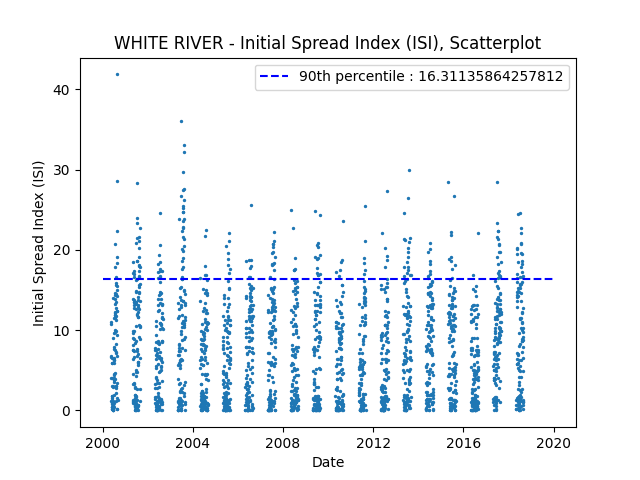 WHITE RIVER - Initial Spread Index (ISI), Scatterplot
90th percentile : 16.31135864257812
Initial Spread Index (ISI)
40
30
20
10
0
2000 2004 2008 2012 2016 2020
Date